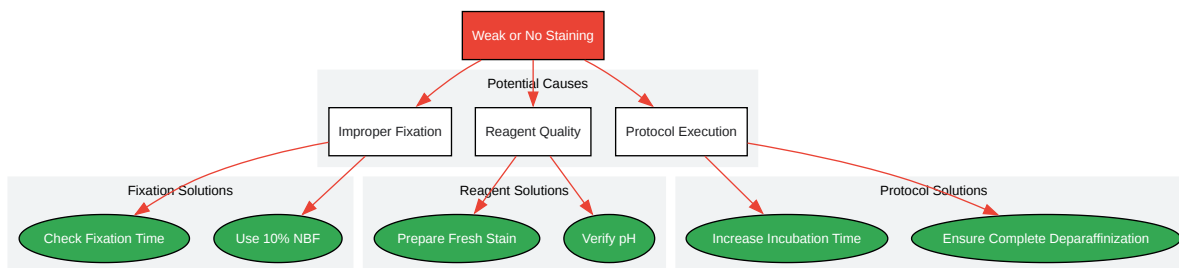 Weak or No Staining
Potential Causes
Improper Fixation
Reagent Quality
Protocol Execution
Fixation Solutions
Reagent Solutions
Protocol Solutions
Check Fixation Time
Use 10% NBF
Prepare Fresh Stain
Verify pH
Increase Incubation Time
Ensure Complete Deparaffinization